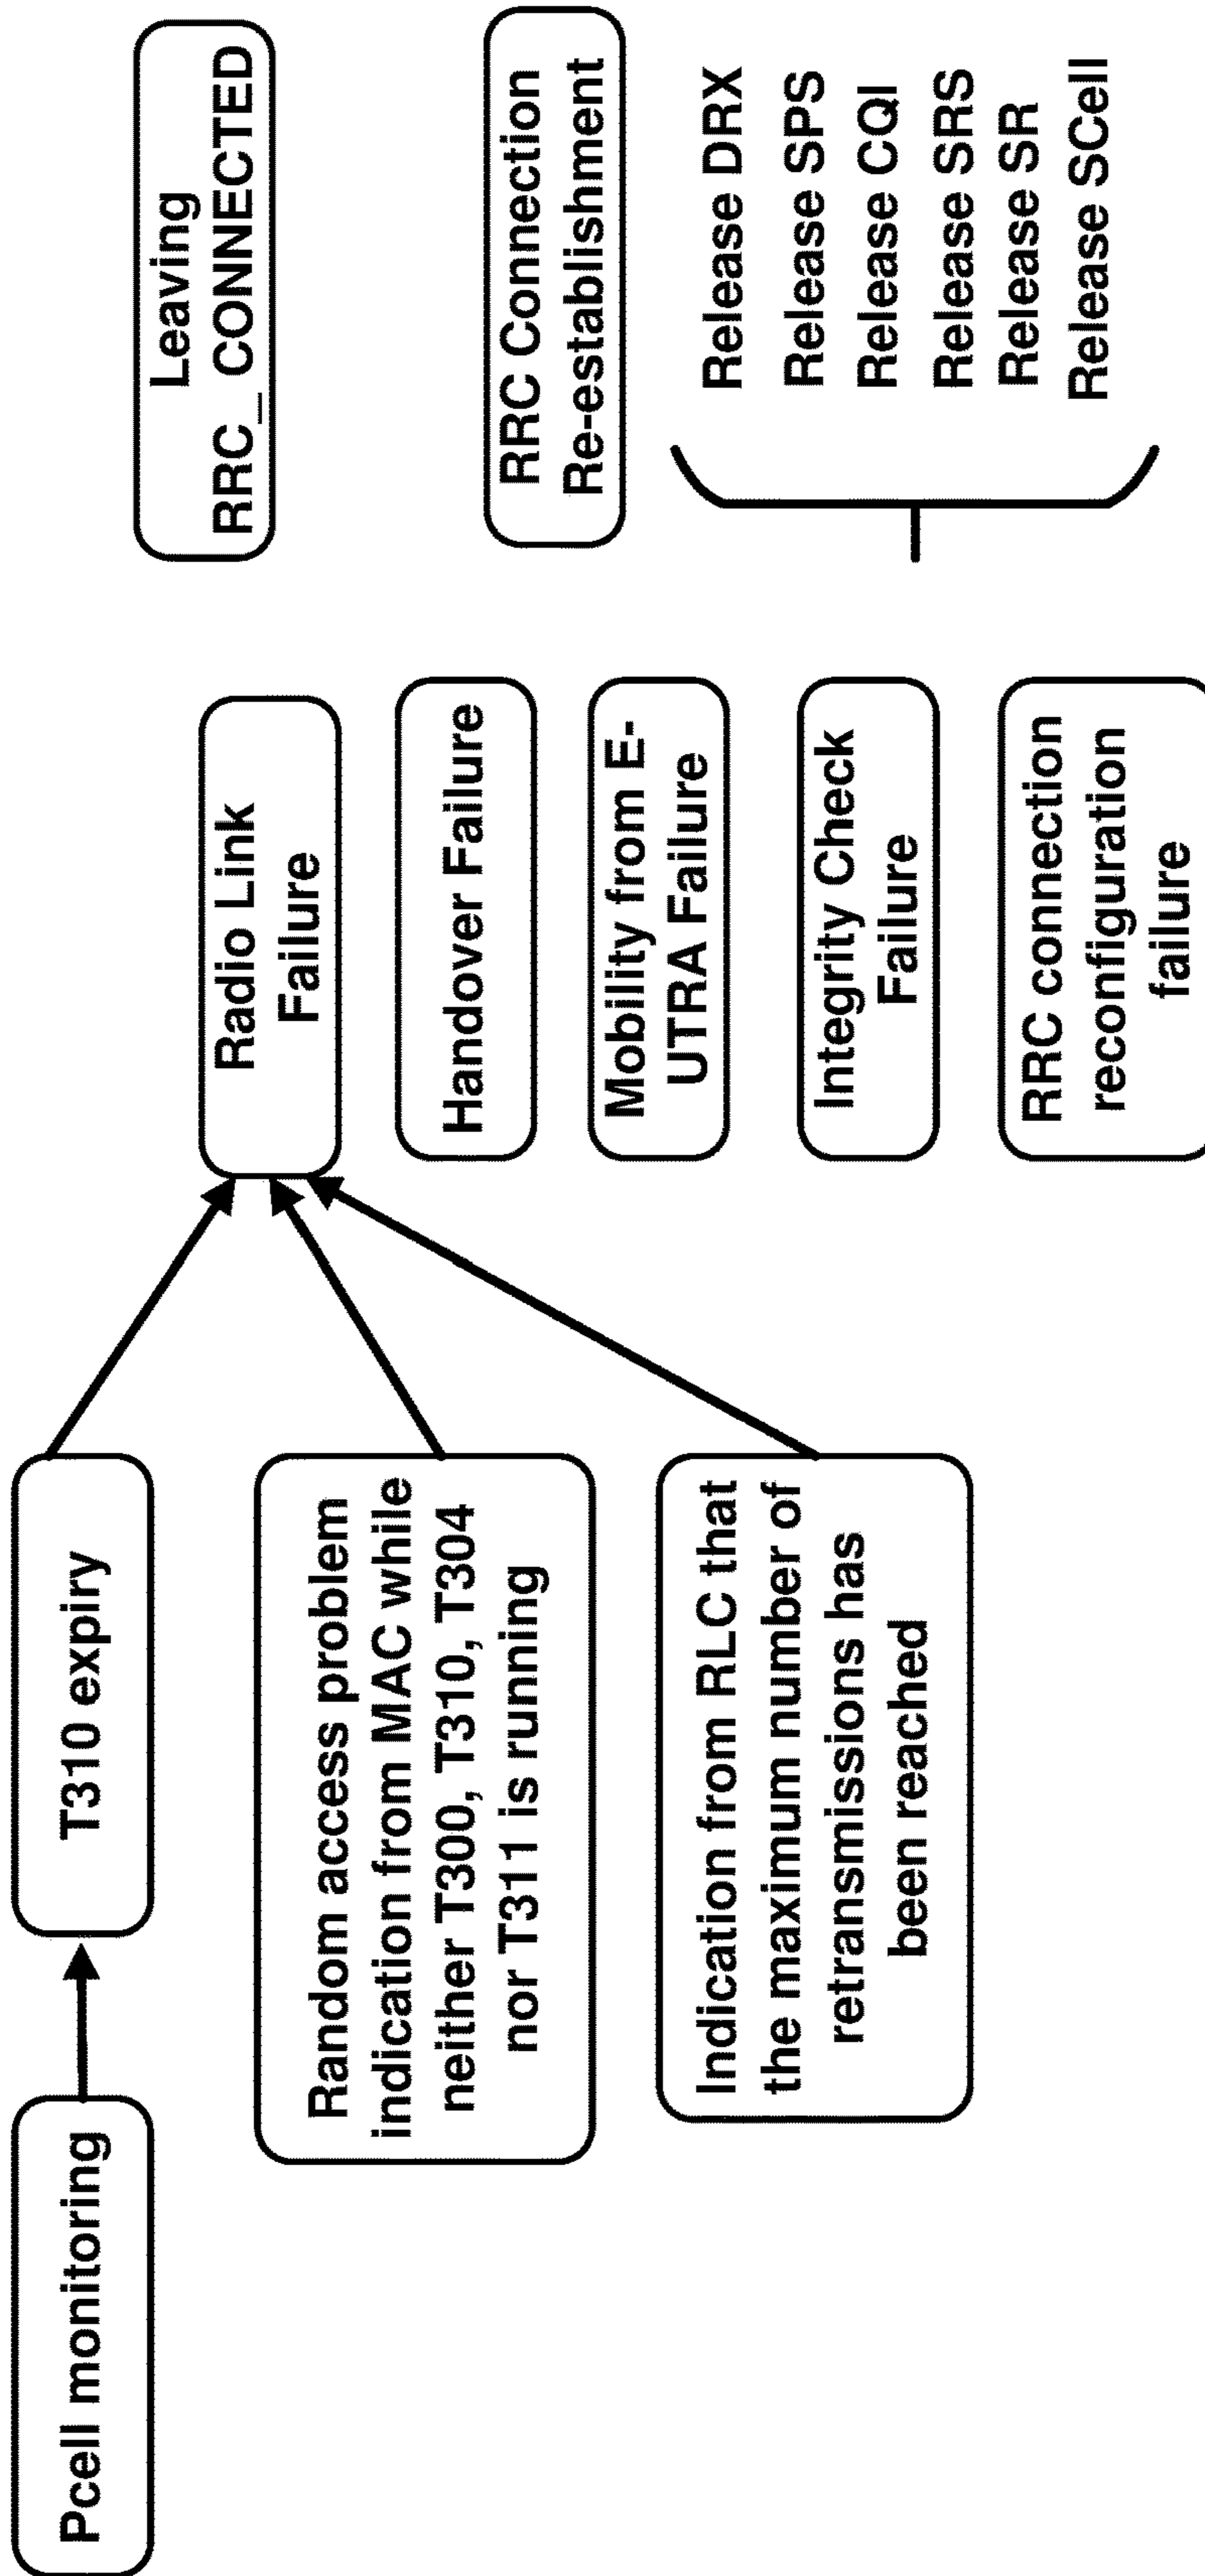 Pcell monitoring
T310 expiry
Random access problem
indication from MAC while
neither T300, T310, T304
nor T311 is running
Indication from RLC that
the maximum number of
retransmissions has
been reached
Radio Link
Failure
Handover Failure
Mobility from E-
UTRA Failure
Integrity Check
Failure
RRC connection
reconfiguration
failure
Leaving
RRC_CONNECTED
RRC Connection
Re-establishment
Release DRX
Release SPS
Release CQI
Release SRS
Release SR
Release SCell